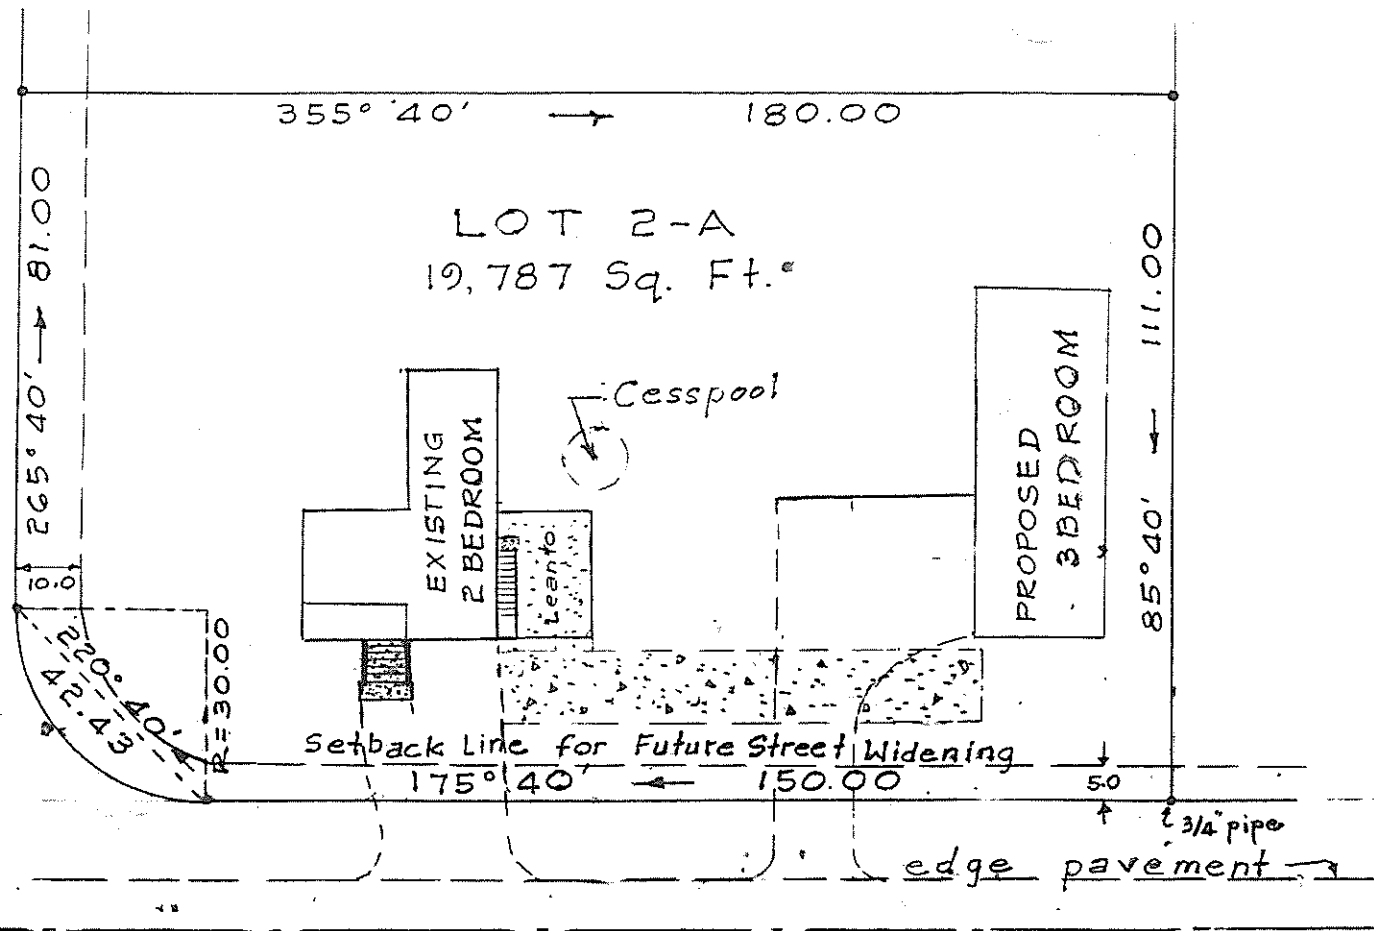 355° 40' → 180.00
265° 40' → 81.00
LOT 2-A
19,787 Sq. Ft.
111.00
85° 40'
Cesspool
EXISTING
2 BEDROOM
Leanto
PROPOSED
3 BEDROOM
10.0
220° 40'
42.43
R=30.00
Setback Line for Future Street Widening
175° 40' ← 150.00
5.0
3/4" pipe
edge pavement